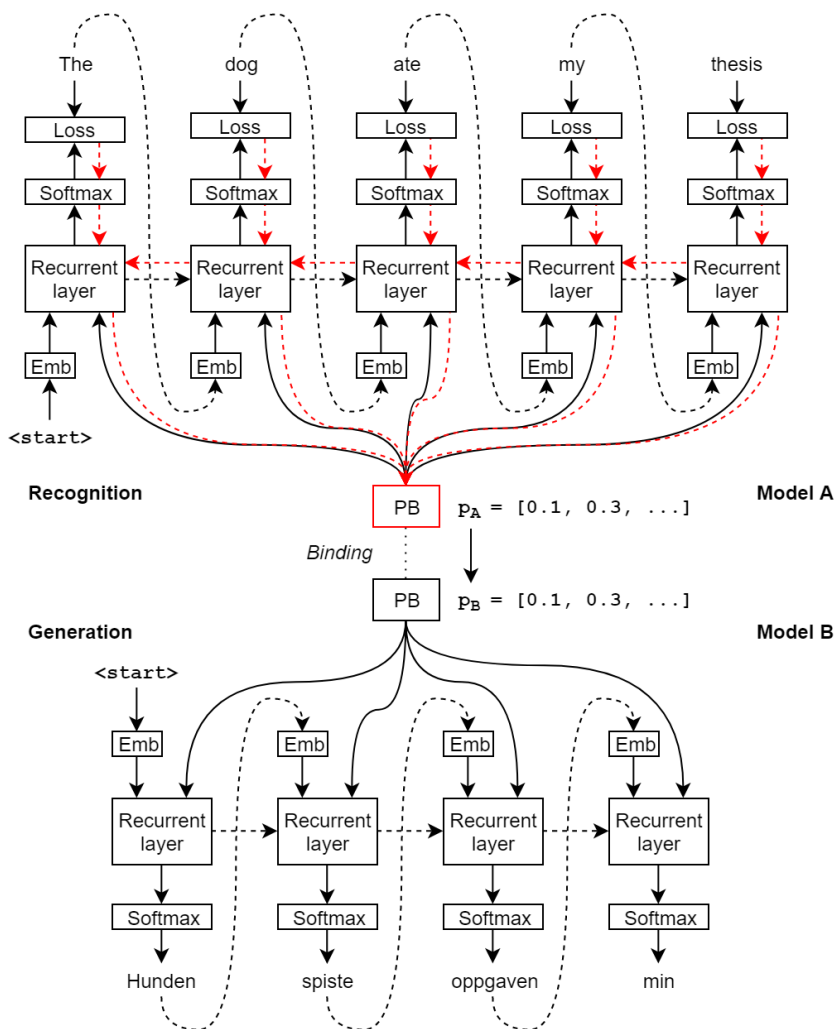 The dog ate my thesis
Loss Loss Loss Loss Loss
Softmax Softmax Softmax Softmax Softmax
Recurrent Recurrent Recurrent Recurrent Recurrent
layer layer layer layer layer
Emb Emb Emb Emb Emb
<start>
Recognition PB p_A = [0.1, 0.3, ...] Model A
Binding
PB p_B = [0.1, 0.3, ...]
Generation Model B
<start>
Emb Emb Emb Emb
Recurrent Recurrent Recurrent Recurrent
layer layer layer layer
Softmax Softmax Softmax Softmax
Hunden spiste oppgaven min